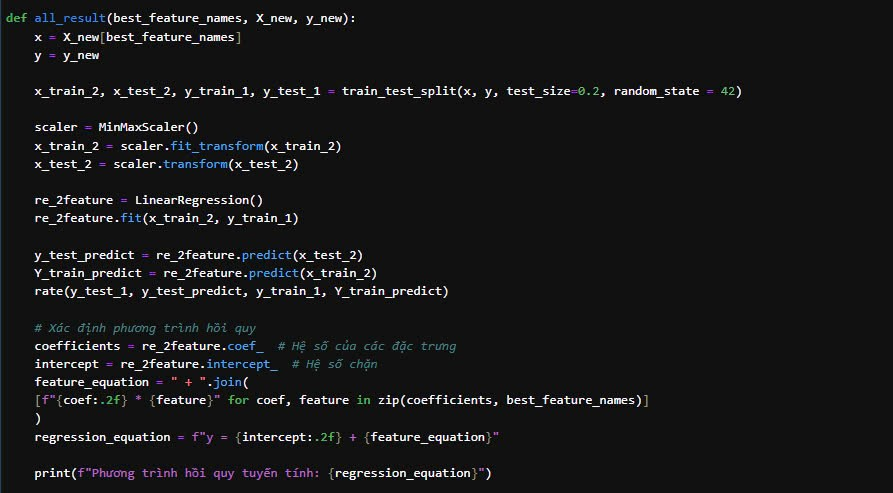 def all_result(best_feature_names, X_new, y_new):
    x = X_new[best_feature_names]
    y = y_new
    x_train_2, x_test_2, y_train_1, y_test_1 = train_test_split(x, y, test_size=0.2, random_state = 42)
    scaler = MinMaxScaler()
    x_train_2 = scaler.fit_transform(x_train_2)
    x_test_2 = scaler.transform(x_test_2)
    re_2feature = LinearRegression()
    re_2feature.fit(x_train_2, y_train_1)
    y_test_predict = re_2feature.predict(x_test_2)
    Y_train_predict = re_2feature.predict(x_train_2)
    rate(y_test_1, y_test_predict, y_train_1, Y_train_predict)
    # Xác định phương trình hồi quy
    coefficients = re_2feature.coef_  # Hệ số của các đặc trưng
    intercept = re_2feature.intercept_  # Hệ số chặn
    feature_equation = " + ".join(
    [f"{coef:.2f} * {feature}" for coef, feature in zip(coefficients, best_feature_names)]
    )
    regression_equation = f"y = {intercept:.2f} + {feature_equation}"
    print(f"Phương trình hồi quy tuyến tính: {regression_equation}")